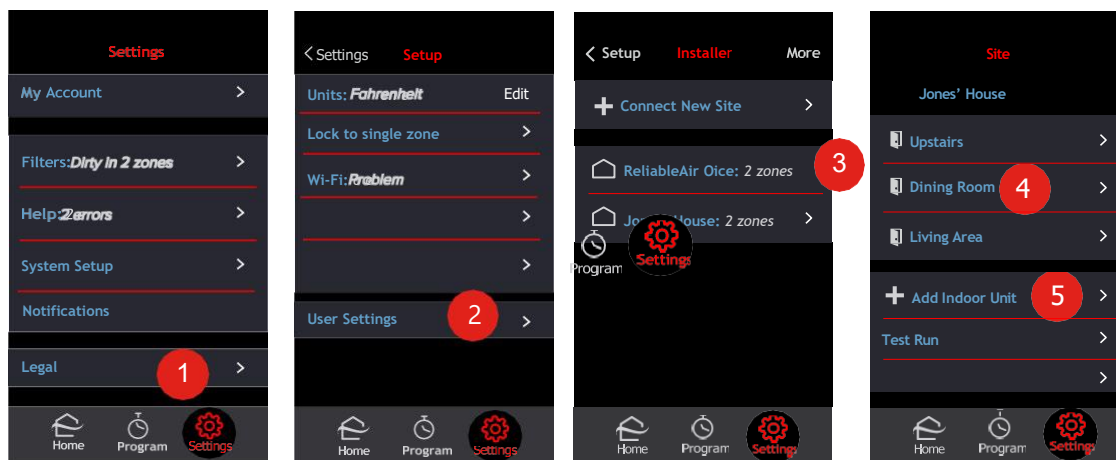 Settings
My Account
Filters:Dirty in 2 zones
Help:2 errors
System Setup
Notifications
Legal
1
Home
Program
Settings
Settings
Setup
Units: Fahrenheit
Edit
Lock to single zone
Wi-Fi:Problem
User Settings
2
Home
Program
Settings
Setup
Installer
More
Connect New Site
ReliableAir Oice: 2 zones
3
House: 2 zones
Program
Settings
Home
Program
Settings
Site
Jones' House
Upstairs
Dining Room
4
Living Area
Add Indoor Unit
5
Test Run
Home
Program
Settings